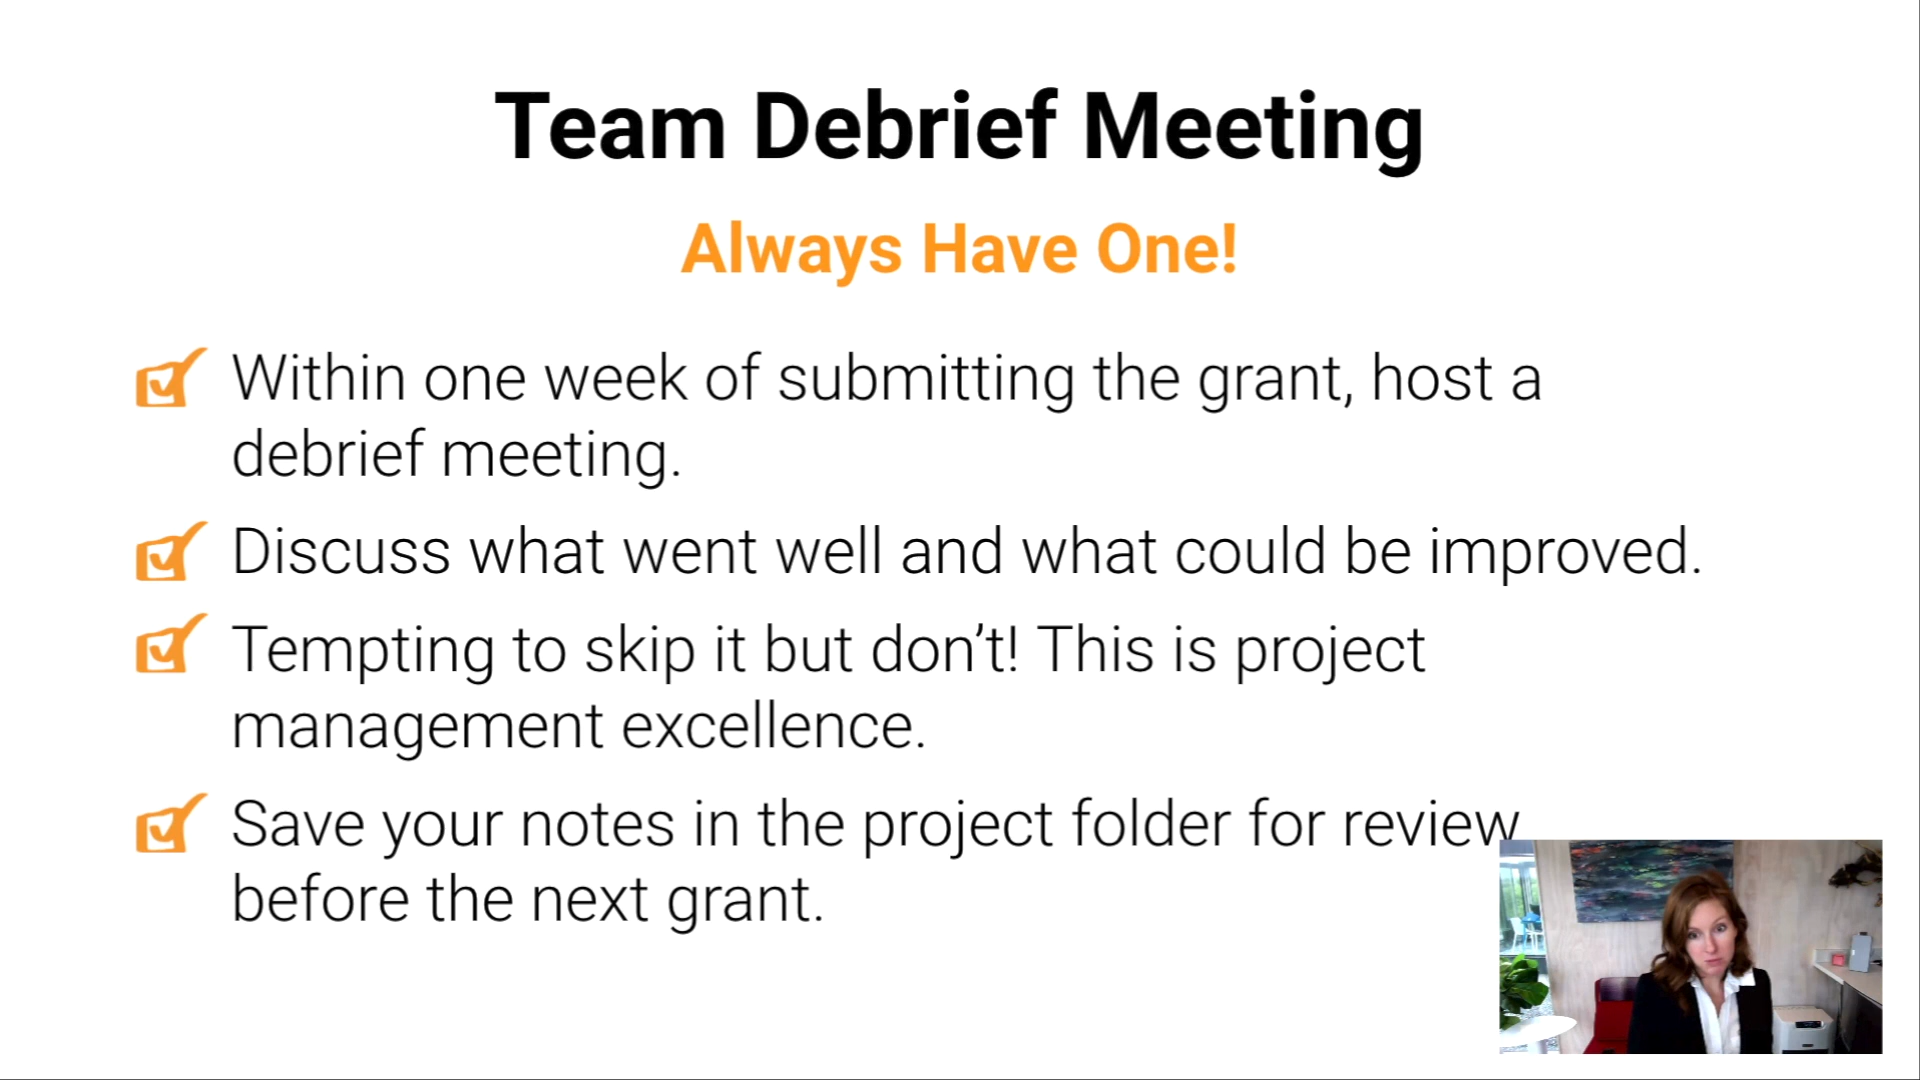 Team Debrief Meeting
Always Have One!
Within one week of submitting the grant, host a
debrief meeting.
Discuss what went well and what could be improved.
Tempting to skip it but don’t! This is project
management excellence.
Save your notes in the project folder for review
before the next grant.